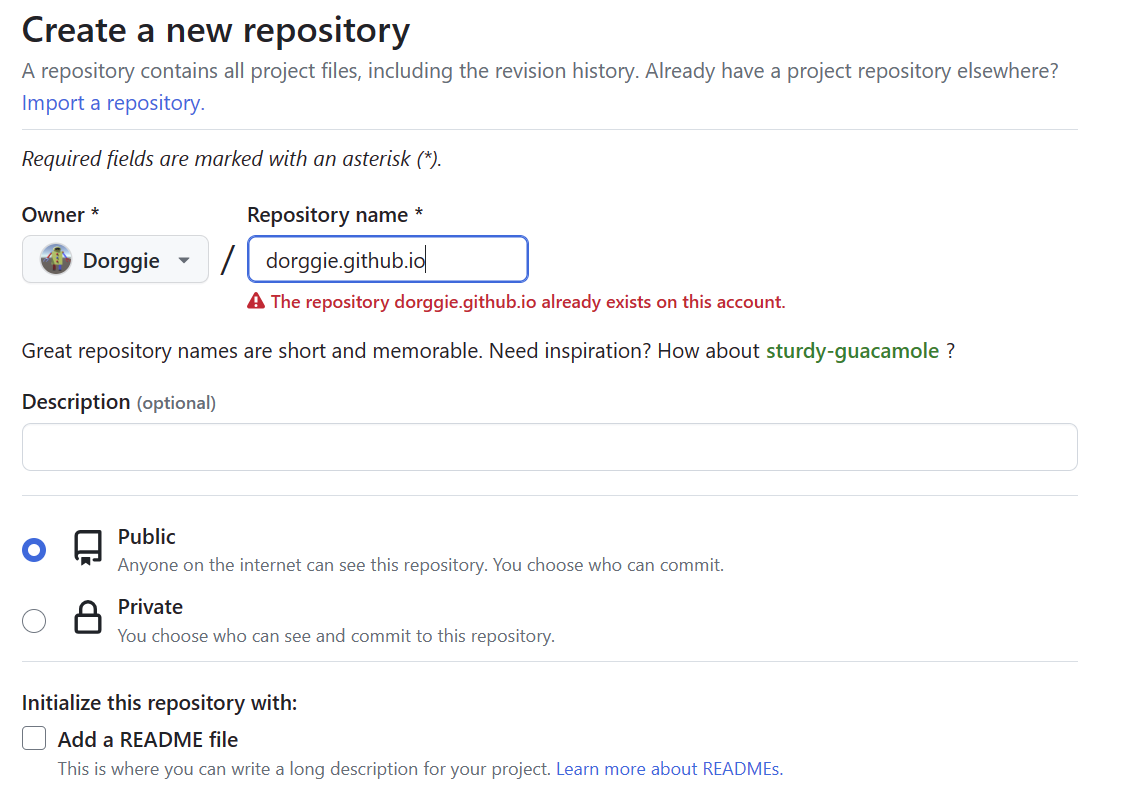 Create a new repository
A repository contains all project files, including the revision history. Already have a project repository elsewhere?
Import a repository.
Required fields are marked with an asterisk (*).
Owner *
Repository name *
Dorggie
/
dorggie.github.io
The repository dorggie.github.io already exists on this account.
Great repository names are short and memorable. Need inspiration? How about sturdy-guacamole ?
Description (optional)
Public
Anyone on the internet can see this repository. You choose who can commit.
Private
You choose who can see and commit to this repository.
Initialize this repository with:
Add a README file
This is where you can write a long description for your project. Learn more about READMEs.